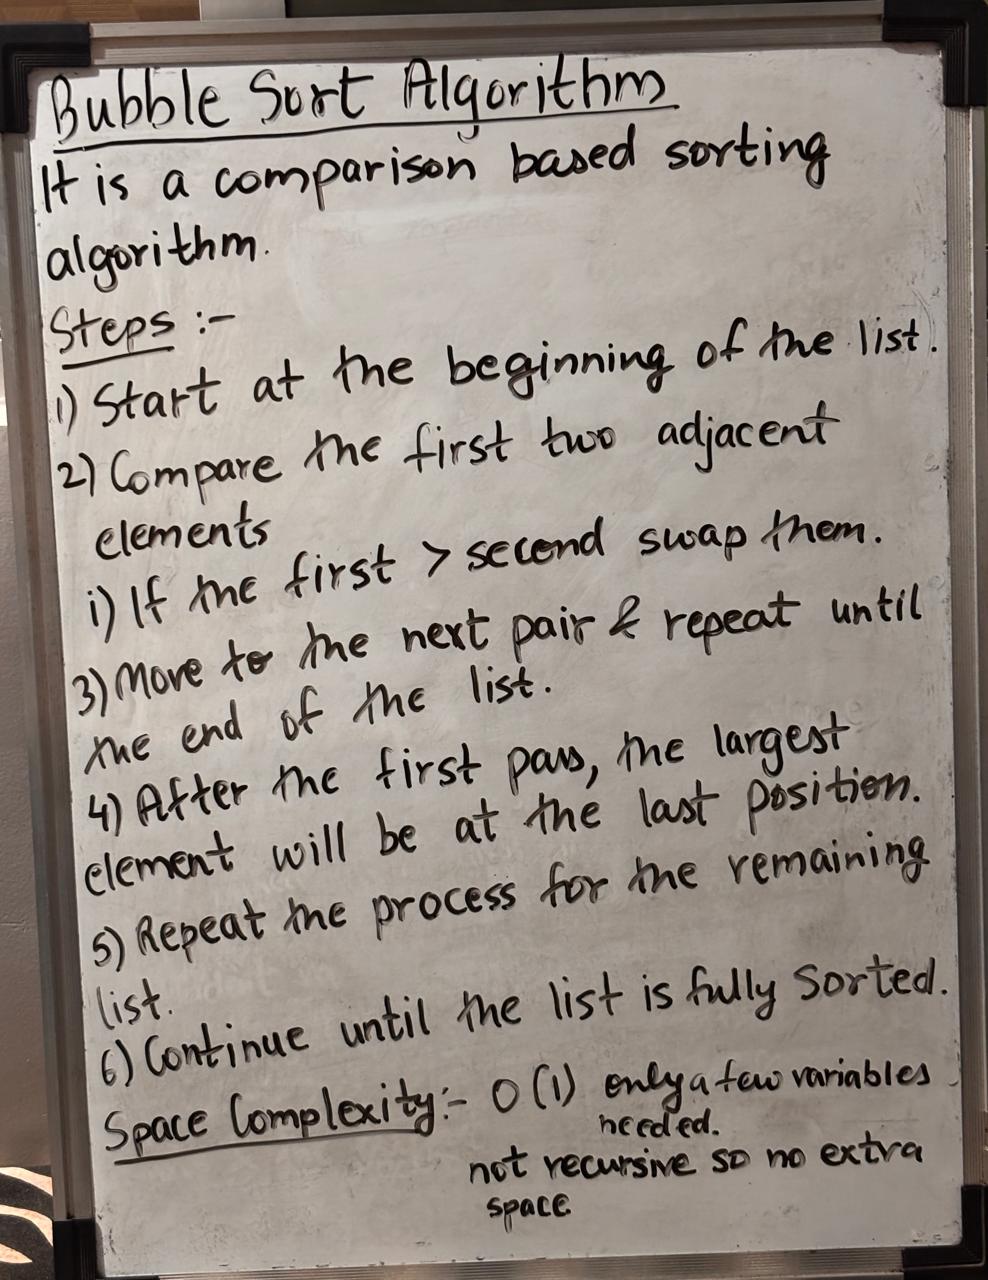 Bubble Sort Algorithm
It is a comparison based sorting
algorithm.
Steps :-
1) Start at the beginning of the list.
2) Compare the first two adjacent
elements
i) If the first > second swap them.
3) Move to the next pair & repeat until
the end of the list.
4) After the first pass, the largest
element will be at the last position.
5) Repeat the process for the remaining
list.
6) Continue until the list is fully Sorted.
Space Complexity:- O (1) only a few variables
needed.
not recursive so no extra
space